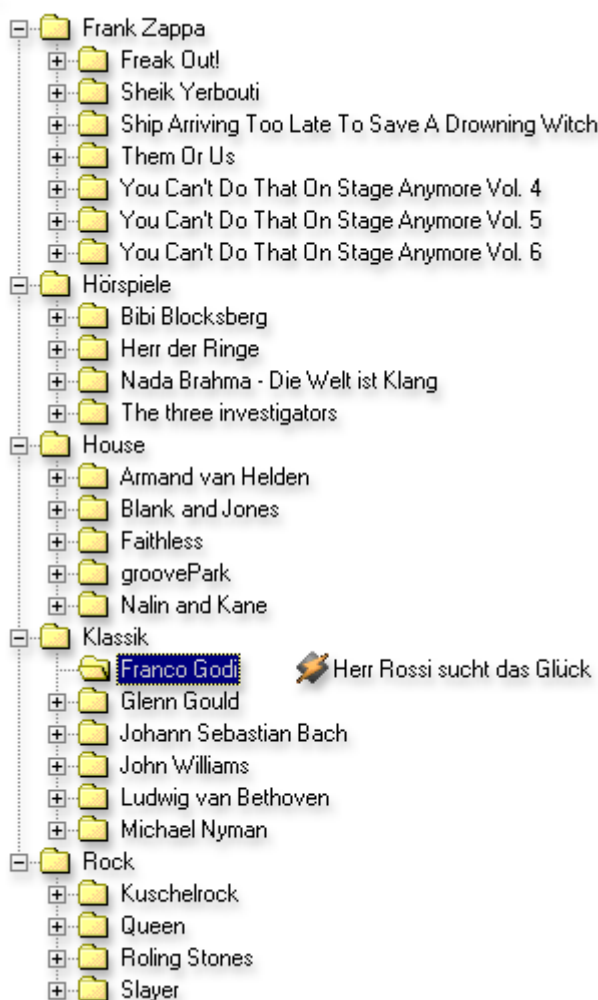 Frank Zappa
Freak Out!
Sheik Yerbouti
Ship Arriving Too Late To Save A Drowning Witch
Them Or Us
You Can't Do That On Stage Anymore Vol. 4
You Can't Do That On Stage Anymore Vol. 5
You Can't Do That On Stage Anymore Vol. 6
Hörspiele
Bibi Blocksberg
Herr der Ringe
Nada Brahma - Die Welt ist Klang
The three investigators
House
Armand van Helden
Blank and Jones
Faithless
groovePark
Nalin and Kane
Klassik
Franco Godi Herr Rossi sucht das Glück
Glenn Gould
Johann Sebastian Bach
John Williams
Ludwig van Bethoven
Michael Nyman
Rock
Kuschelrock
Queen
Roling Stones
Slayer